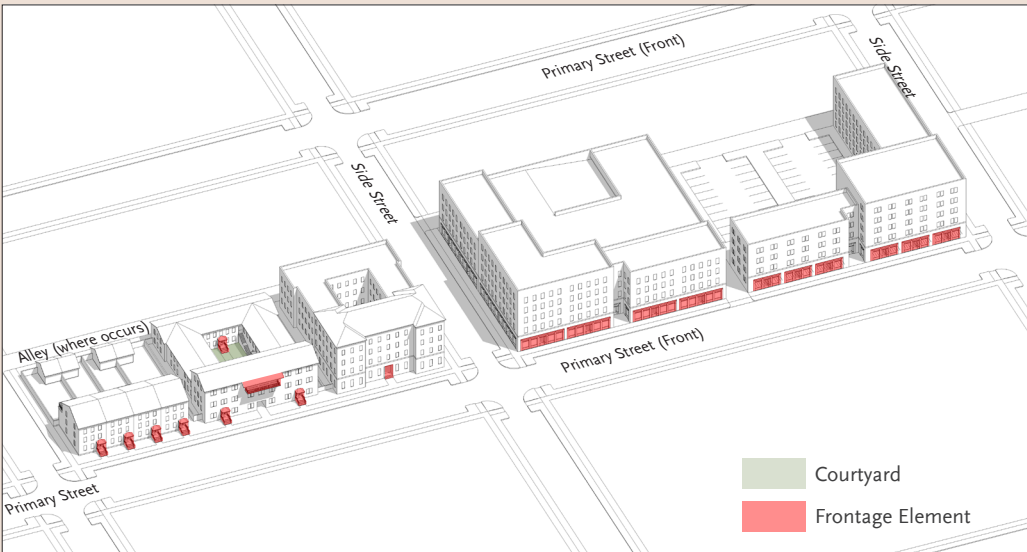 Primary Street (Front)
Side Street
Side Street
Alley (where occurs)
Primary Street (Front)
Primary Street
Courtyard
Frontage Element